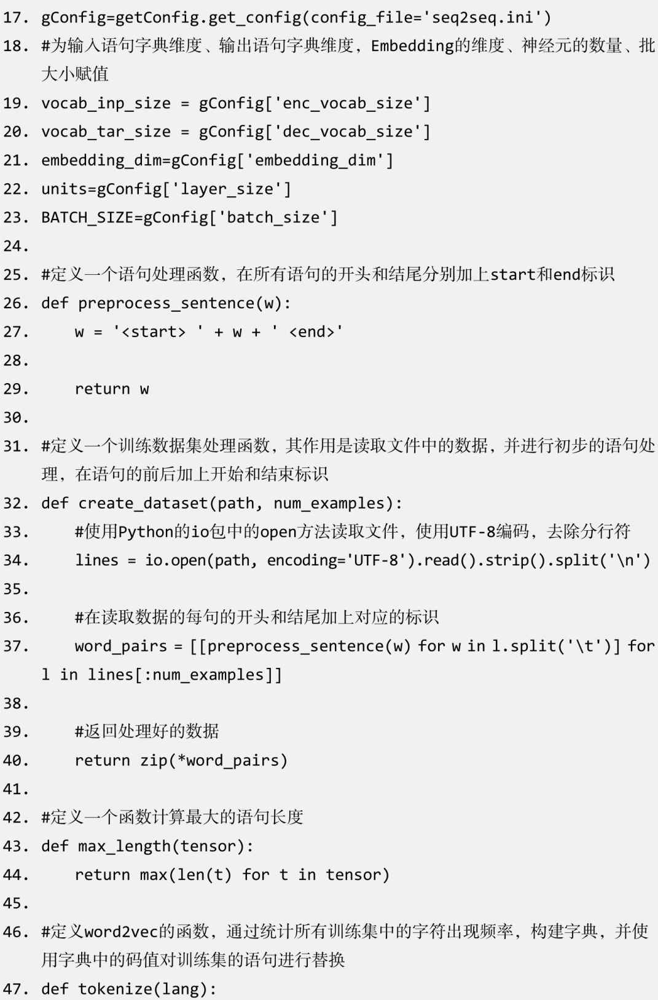 17. gConfig=getConfig.get_config(config_file='seq2seq.ini')
18. #为输入语句字典维度、输出语句字典维度，Embedding的维度、神经元的数量、批
大小赋值
19. vocab_inp_size = gConfig['enc_vocab_size']
20. vocab_tar_size = gConfig['dec_vocab_size']
21. embedding_dim=gConfig['embedding_dim']
22. units=gConfig['layer_size']
23. BATCH_SIZE=gConfig['batch_size']
24.
25. #定义一个语句处理函数，在所有语句的开头和结尾分别加上start和end标识
26. def preprocess_sentence(w):
27.     w = '<start> ' + w + ' <end>'
28.
29.     return w
30.
31. #定义一个训练数据集处理函数，其作用是读取文件中的数据，并进行初步的语句处
理，在语句的前后加上开始和结束标识
32. def create_dataset(path, num_examples):
33.     #使用Python的io包中的open方法读取文件，使用UTF-8编码，去除分行符
34.     lines = io.open(path, encoding='UTF-8').read().strip().split('\n')
35.
36.     #在读取数据的每句的开头和结尾加上对应的标识
37.     word_pairs = [[preprocess_sentence(w) for w in l.split('\t')] for
l in lines[:num_examples]]
38.
39.     #返回处理好的数据
40.     return zip(*word_pairs)
41.
42. #定义一个函数计算最大的语句长度
43. def max_length(tensor):
44.     return max(len(t) for t in tensor)
45.
46. #定义word2vec的函数，通过统计所有训练集中的字符出现频率，构建字典，并使
用字典中的码值对训练集的语句进行替换
47. def tokenize(lang):